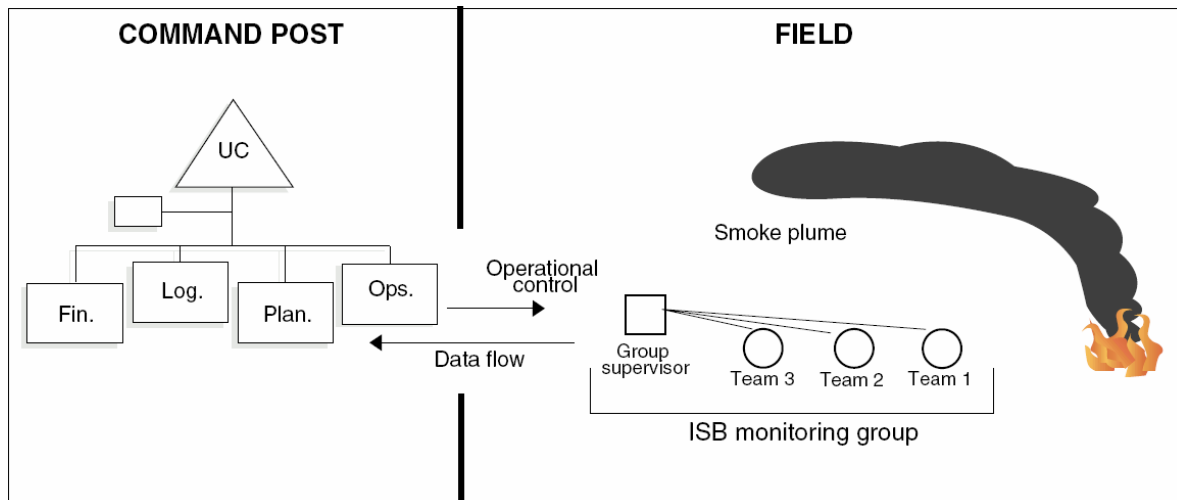 COMMAND POST
FIELD
UC
Fin.
Log.
Plan.
Ops.
Operational
control
Data flow
Smoke plume
Group
supervisor
Team 3
Team 2
Team 1
ISB monitoring group